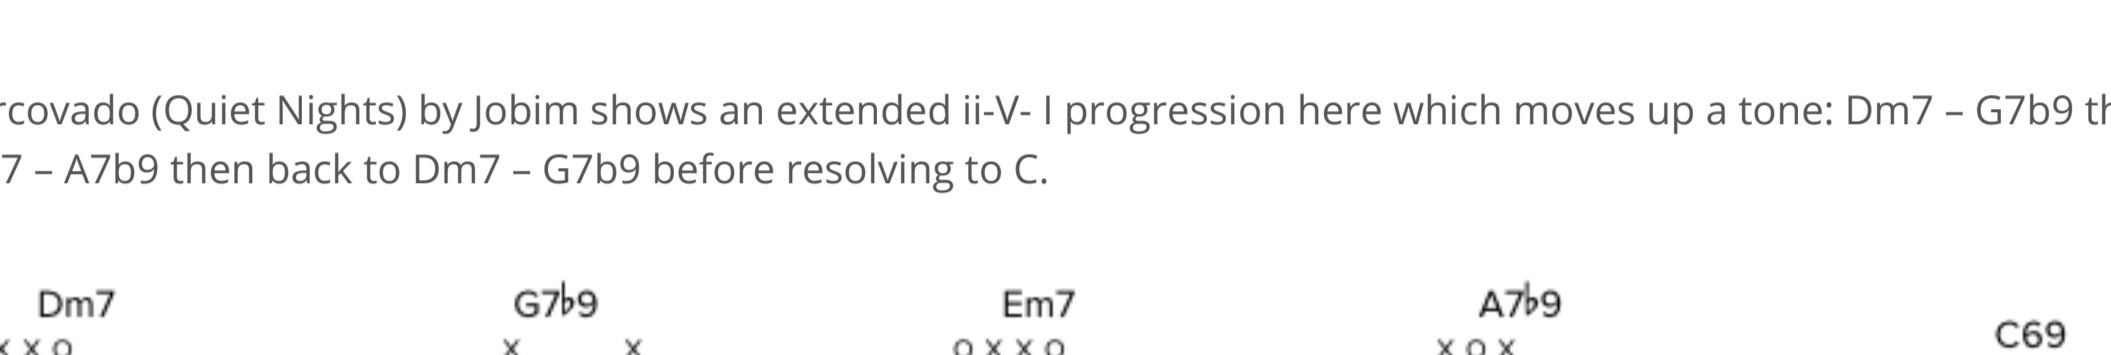 rcovado (Quiet Nights) by Jobim shows an extended ii-V- I progression here which moves up a tone: Dm7 – G7b9 th
7 – A7b9 then back to Dm7 – G7b9 before resolving to C.
Dm7 G7♭9 Em7 A7♭9 C69
x x o x x o x x o x o x